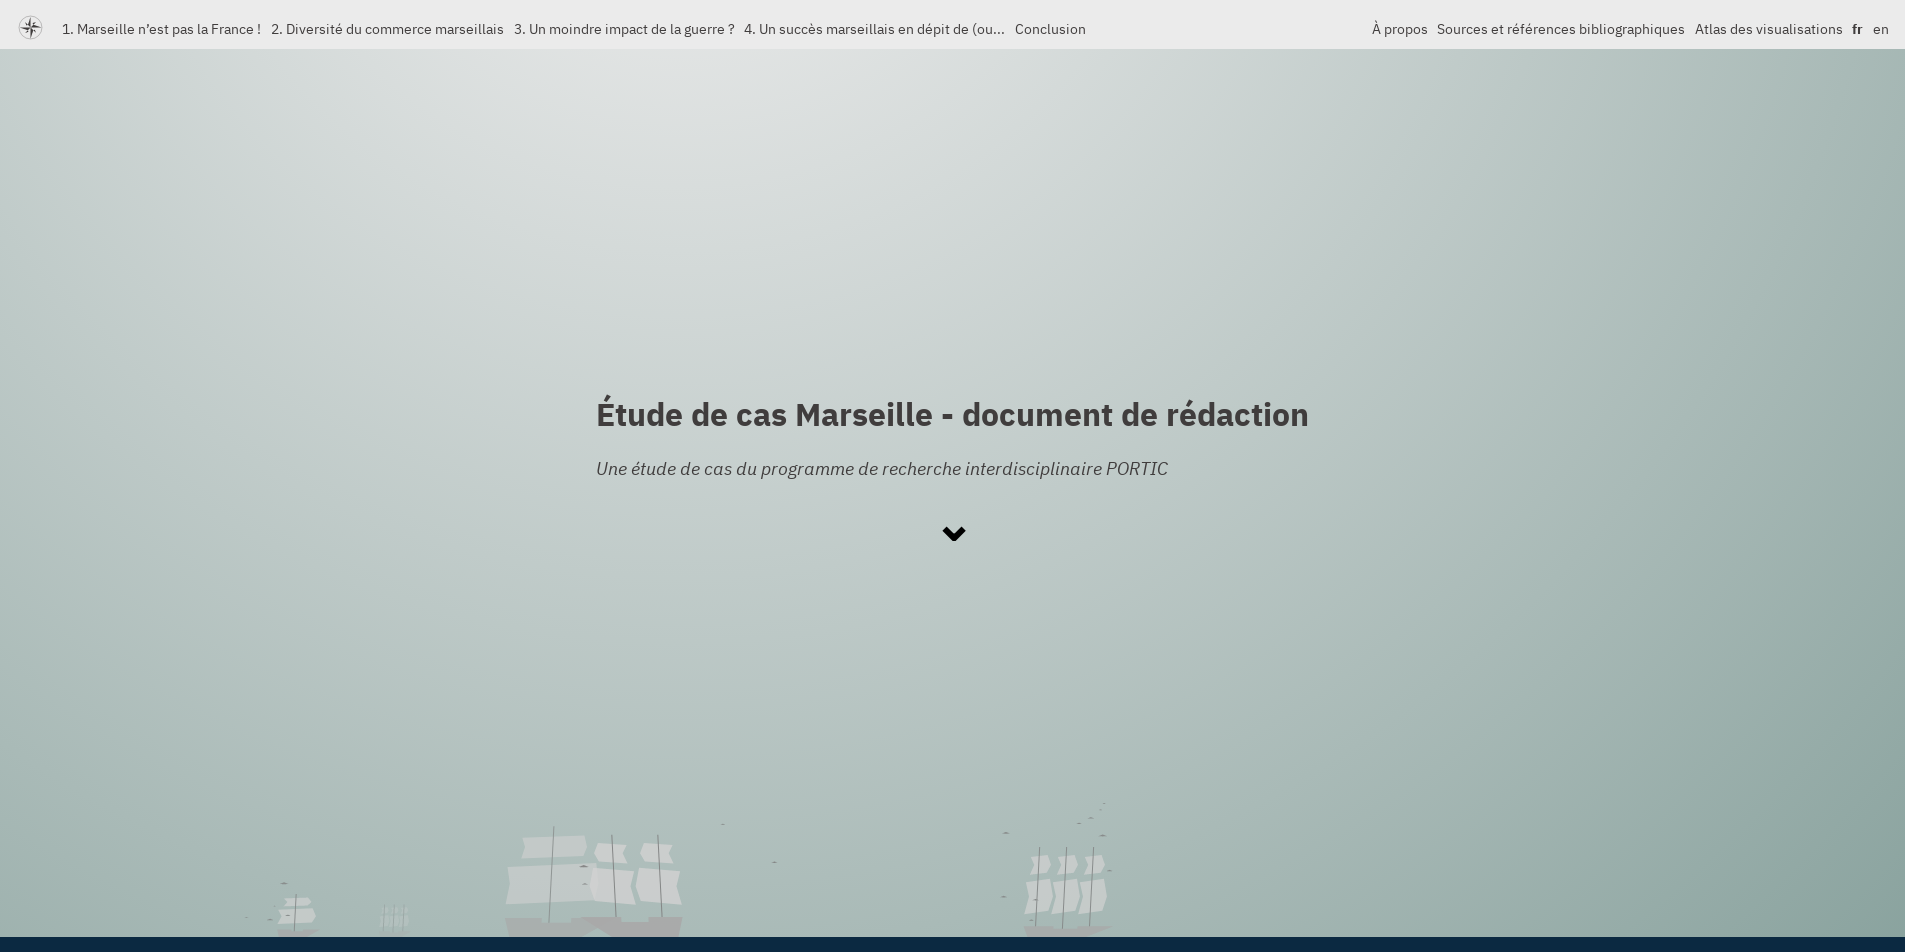 1. Marseille n’est pas la France ! 2. Diversité du commerce marseillais 3. Un moindre impact de la guerre ? 4. Un succès marseillais en dépit de (ou... Conclusion À propos Sources et références bibliographiques Atlas des visualisations fr en
Étude de cas Marseille - document de rédaction
Une étude de cas du programme de recherche interdisciplinaire PORTIC